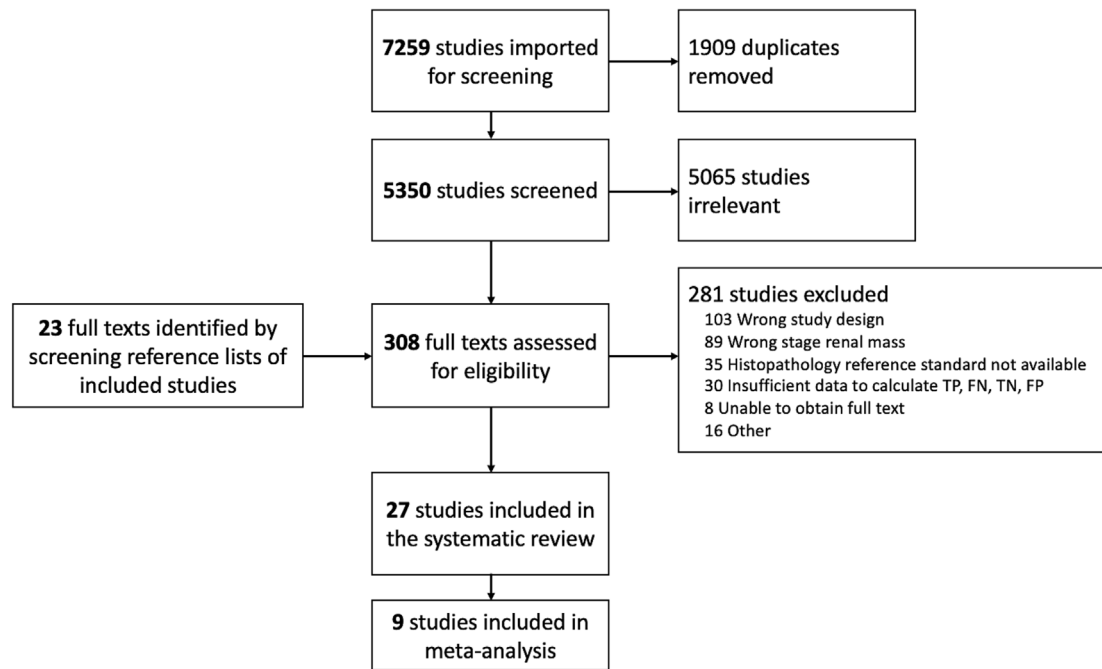 7259 studies imported
for screening
1909 duplicates
removed
5350 studies screened
5065 studies
irrelevant
23 full texts identified by
screening reference lists of
included studies
308 full texts assessed
for eligibility
281 studies excluded
103 Wrong study design
89 Wrong stage renal mass
35 Histopathology reference standard not available
30 Insufficient data to calculate TP, FN, TN, FP
8 Unable to obtain full text
16 Other
27 studies included in
the systematic review
9 studies included in
meta-analysis